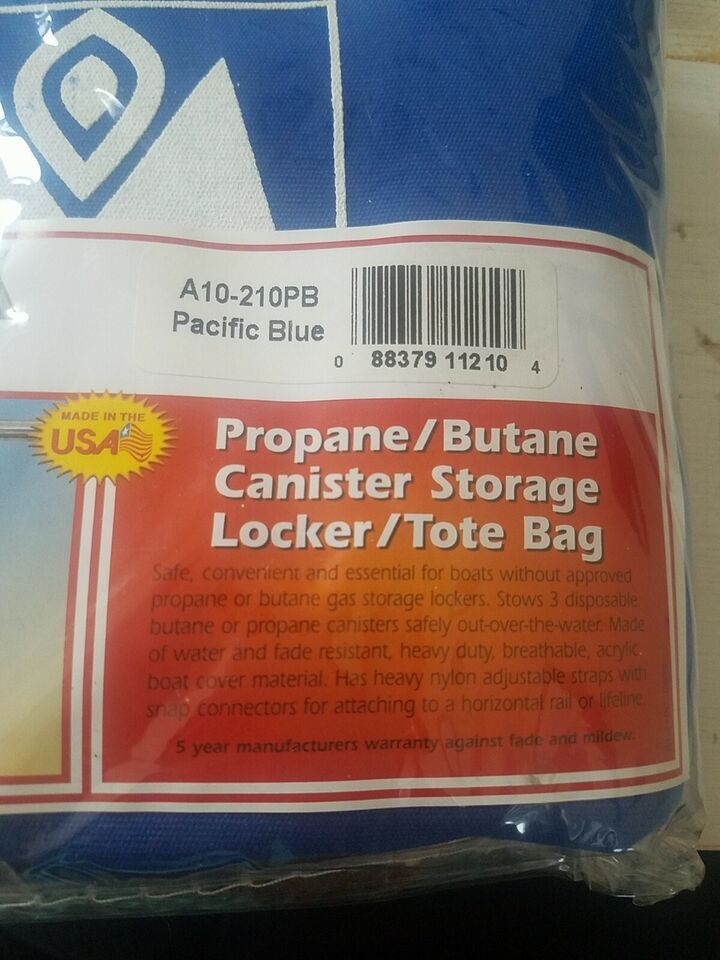 A10-210PB
Pacific Blue
0 88379 11210 4
MADE IN THE
USA
Propane/Butane
Canister Storage
Locker/Tote Bag
Safe, convenient and essential for boats without approved
propane or butane gas storage lockers. Stows 3 disposable
butane or propane canisters safely out-over-the-water. Made
of water and fade resistant, heavy duty, breathable, acrylic
boat cover material. Has heavy nylon adjustable straps with
snap connectors for attaching to a horizontal rail or lifeline.
5 year manufacturers warranty against fade and mildew.